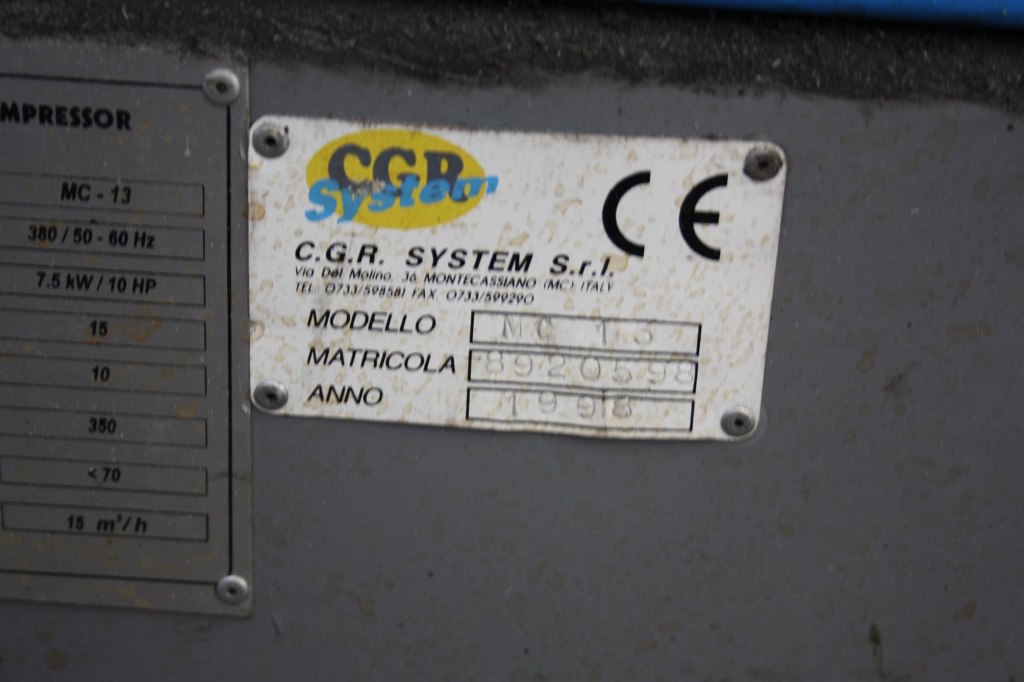 MPRESSOR
MC - 13
380 / 50 - 60 Hz
7.5 kW / 10 HP
15
10
350
< 70
15 m³/h
CGR
System
CE
C.G.R. SYSTEM S.r.l.
Via Del Molino, 36 MONTECASSIANO (MC) ITALY
TEL. 0733/598581 FAX. 0733/599290
MODELLO MC 13
MATRICOLA 8920598
ANNO 1998